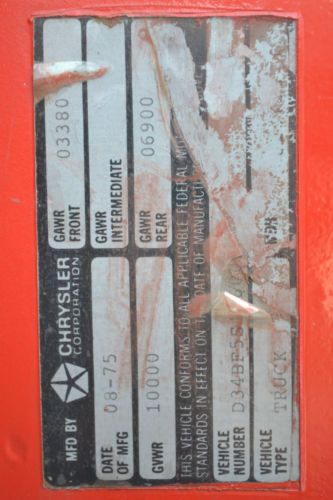 MFD BY CHRYSLER CORPORATION
GAWR FRONT 03380
DATE OF MFG 08-75
GAWR INTERMEDIATE
GVWR 10000
GAWR REAR 06900
THIS VEHICLE CONFORMS TO ALL APPLICABLE FEDERAL
STANDARDS IN EFFECT ON THE DATE OF MANUFACTURE
VEHICLE NUMBER
VEHICLE TYPE TRUCK